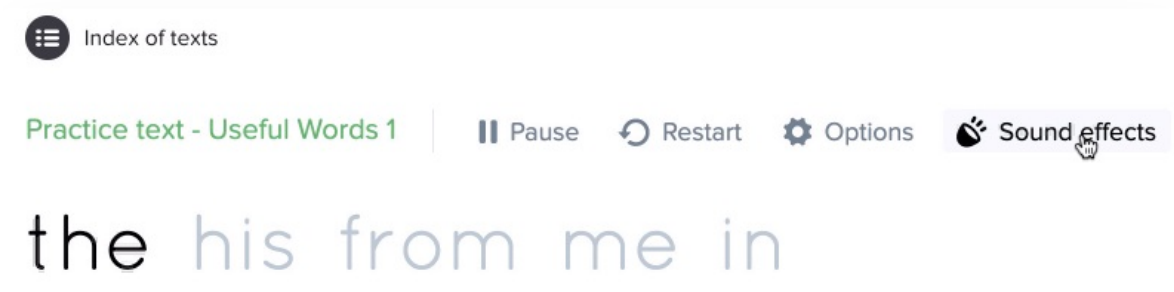 Index of texts
Practice text - Useful Words 1 Pause Restart Options Sound effects
the his from me in